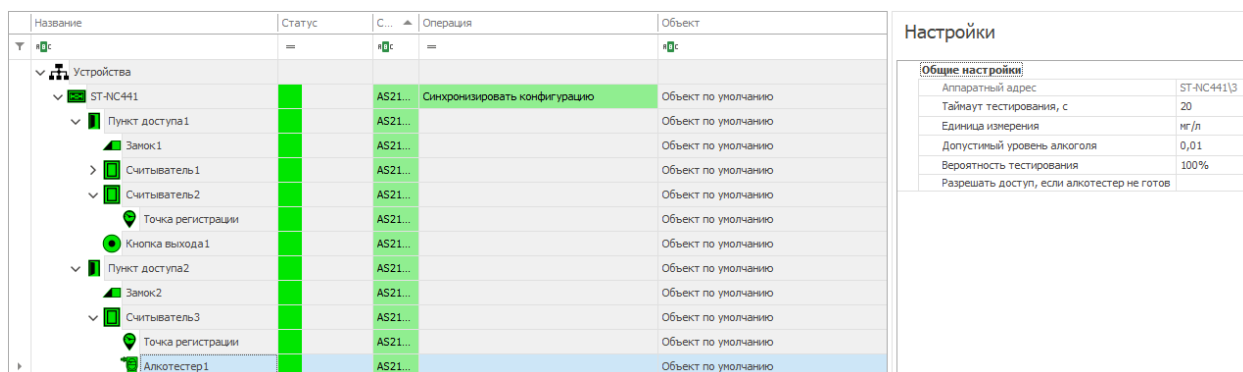 Название Статус С... Операция Объект
Устройства
ST-NC441 AS21... Синхронизировать конфигурацию Объект по умолчанию
Пункт доступа1 AS21... Объект по умолчанию
Замок1 AS21... Объект по умолчанию
Считыватель1 AS21... Объект по умолчанию
Считыватель2 AS21... Объект по умолчанию
Точка регистрации AS21... Объект по умолчанию
Кнопка выхода1 AS21... Объект по умолчанию
Пункт доступа2 AS21... Объект по умолчанию
Замок2 AS21... Объект по умолчанию
Считыватель3 AS21... Объект по умолчанию
Точка регистрации AS21... Объект по умолчанию
Алкотестер1 AS21... Объект по умолчанию
Настройки
Общие настройки
Аппаратный адрес ST-NC441\3
Таймаут тестирования, с 20
Единица измерения мг/л
Допустимый уровень алкоголя 0,01
Вероятность тестирования 100%
Разрешать доступ, если алкотестер не готов